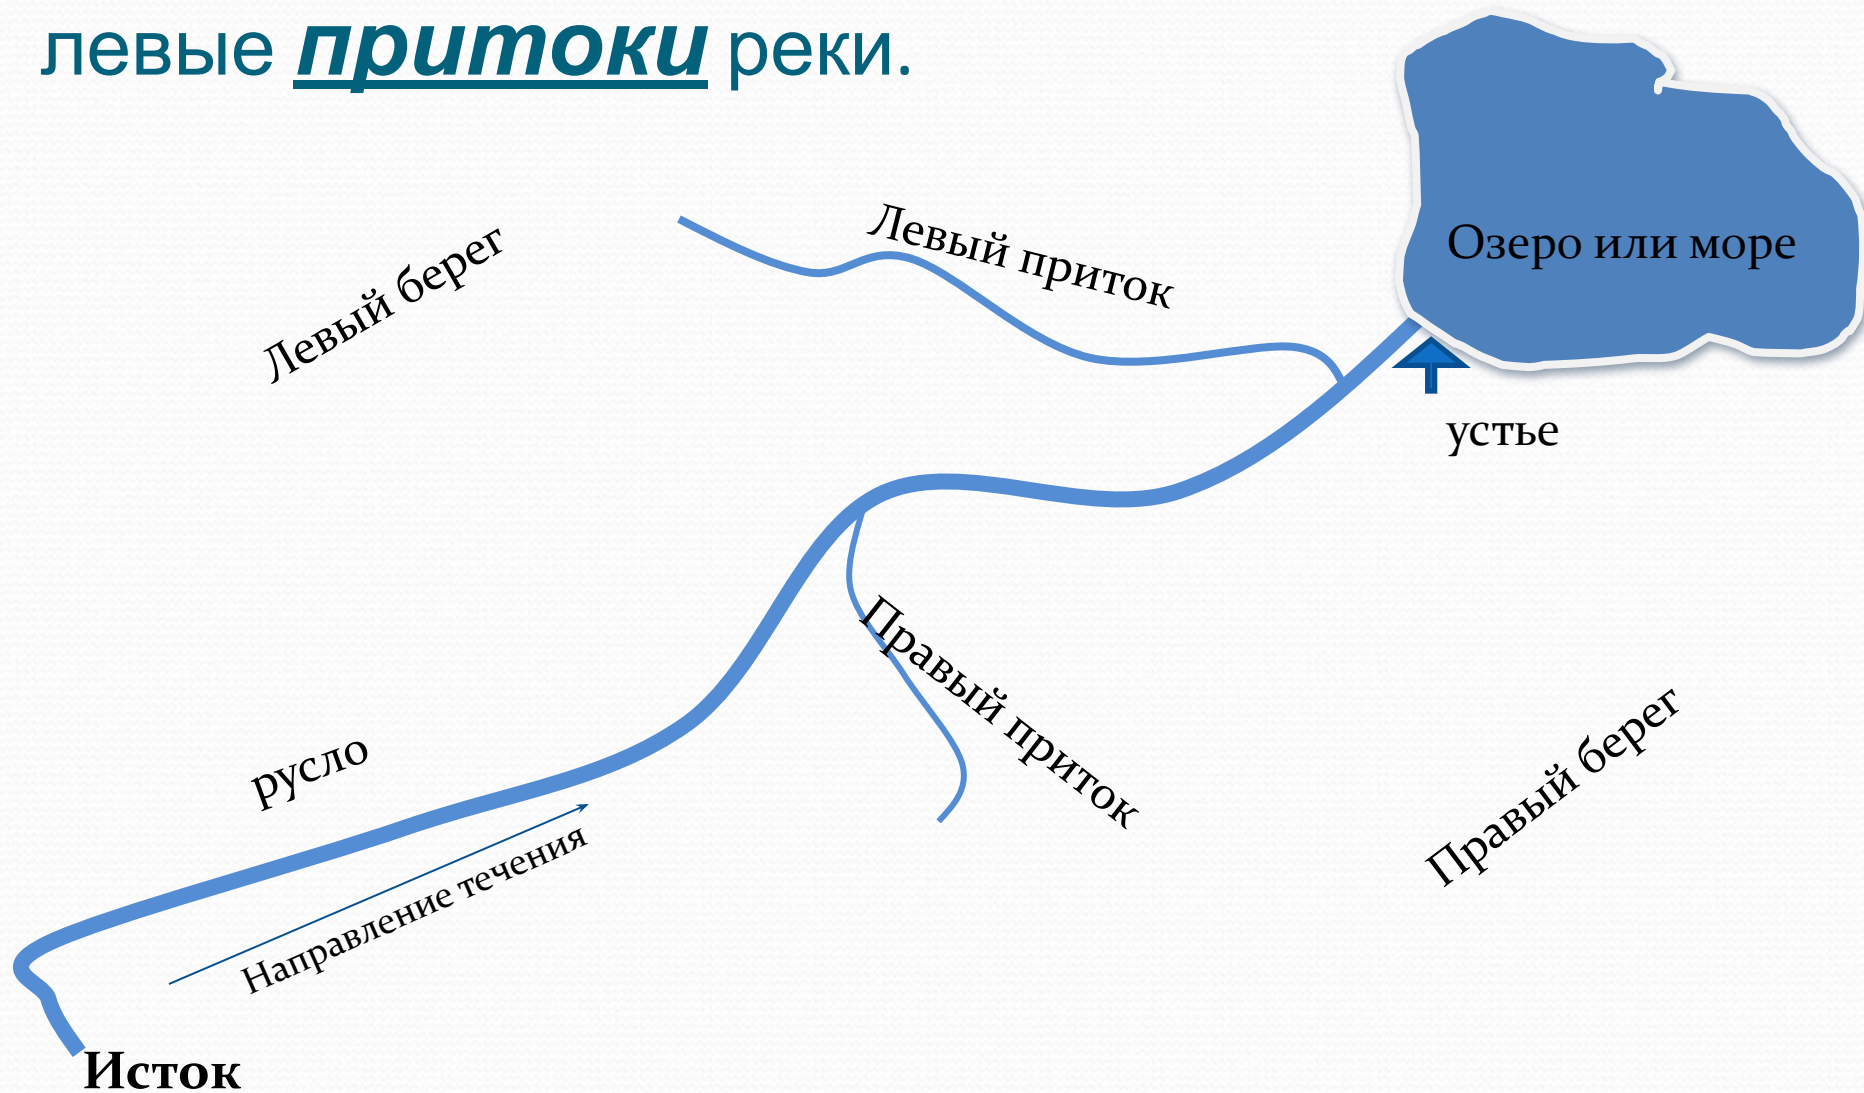 левые притоки реки.
Левый берег
Левый приток
Озеро или море
устье
Правый приток
Правый берег
русло
Направление течения
Исток